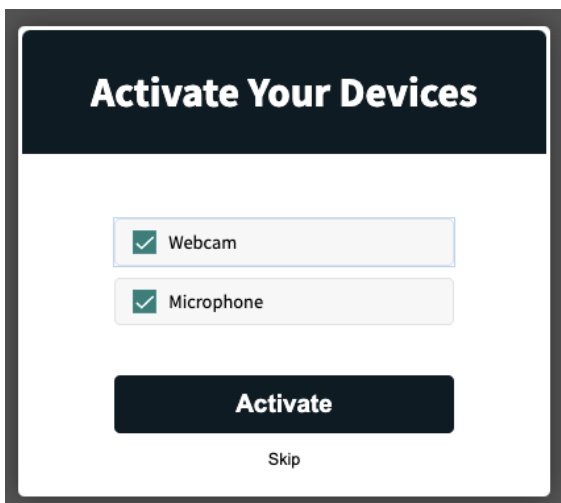 Activate Your Devices
Webcam
Microphone
Activate
Skip